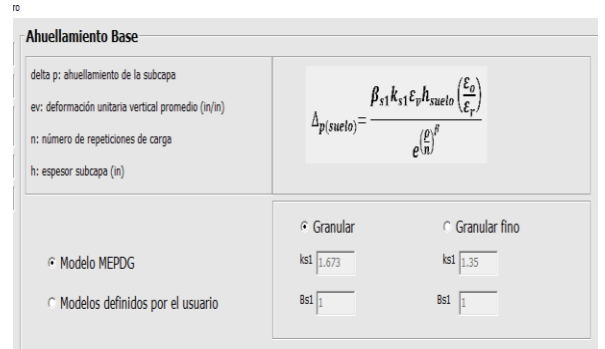 ro
Ahuellamiento Base
delta p: ahuellamiento de la subcapa
ev: deformación unitaria vertical promedio (in/in)
n: número de repeticiones de carga
h: espesor subcapa (in)
Δp(suelo)= βs1 ks1 εv hsuelo (εo/εr) / e^(ρ/n)^β
Granular
Granular fino
ks1 1.673
ks1 1.35
Bs1 1
Bs1 1
Modelo MEPDG
Modelos definidos por el usuario